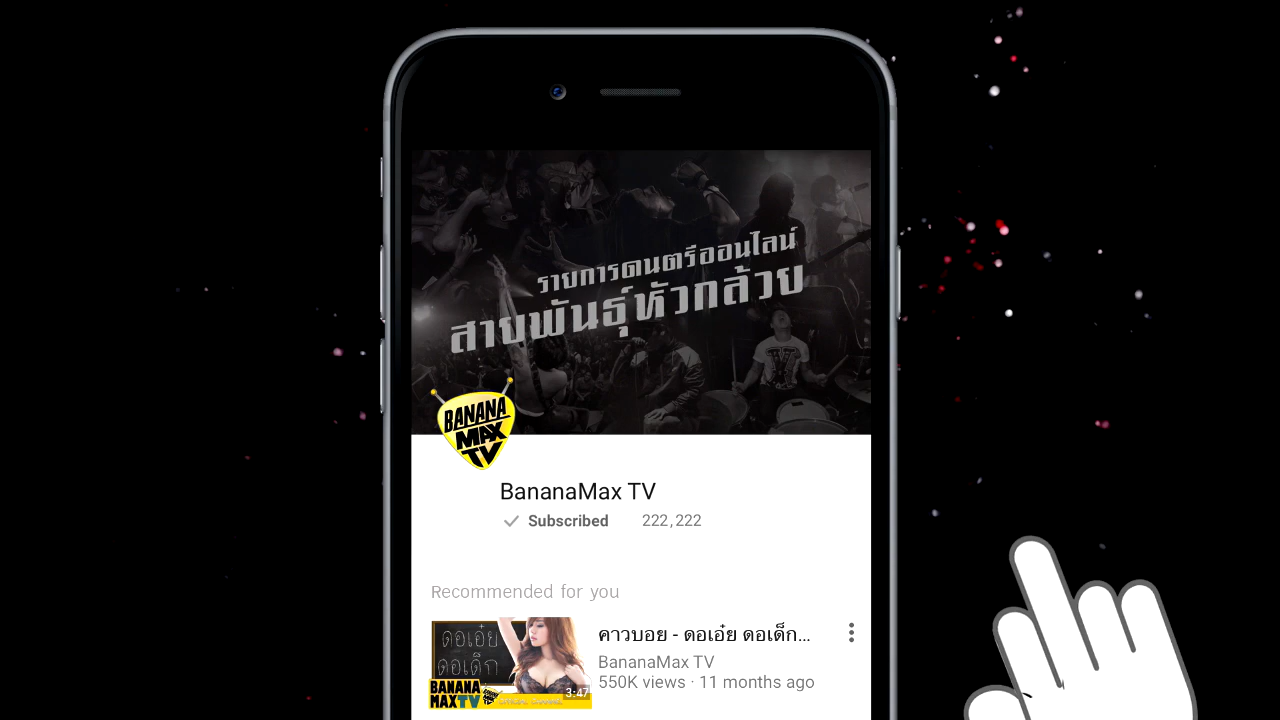 รายการดนตรีออนไลน์
สายพันธุ์หัวกล้วย
BANANA
MAX
TV
BananaMax TV
Subscribed 222,222
Recommended for you
ดอเอ๋ย
ดอเด็ก
BANANA
MAXTV
3:47
คาวบอย - ดอเอ๋ย ดอเด็ก...
BananaMax TV
550K views · 11 months ago